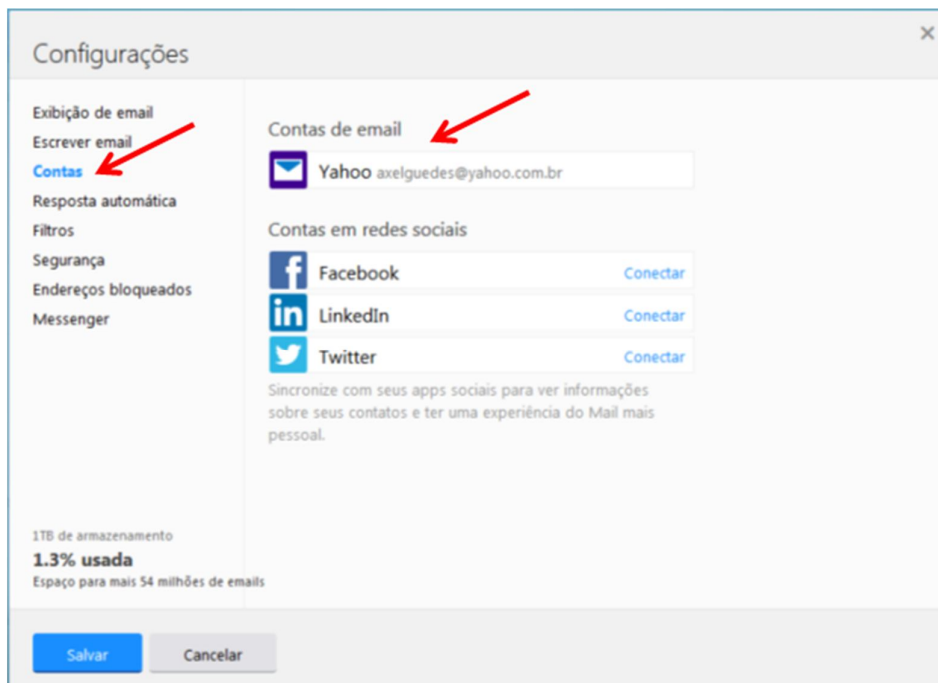 Configurações
×
Exibição de email
Escrever email
Contas
Resposta automática
Filtros
Segurança
Endereços bloqueados
Messenger
1TB de armazenamento
1.3% usada
Espaço para mais 54 milhões de emails
Contas de email
Yahoo axelguedes@yahoo.com.br
Contas em redes sociais
f Facebook Conectar
in LinkedIn Conectar
Twitter Conectar
Sincronize com seus apps sociais para ver informações
sobre seus contatos e ter uma experiência do Mail mais
pessoal.
Salvar Cancelar